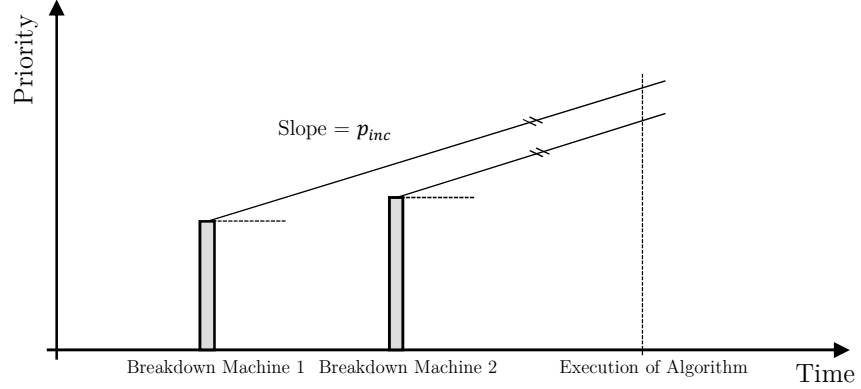 Priority
Slope = p_inc
Breakdown Machine 1
Breakdown Machine 2
Execution of Algorithm
Time